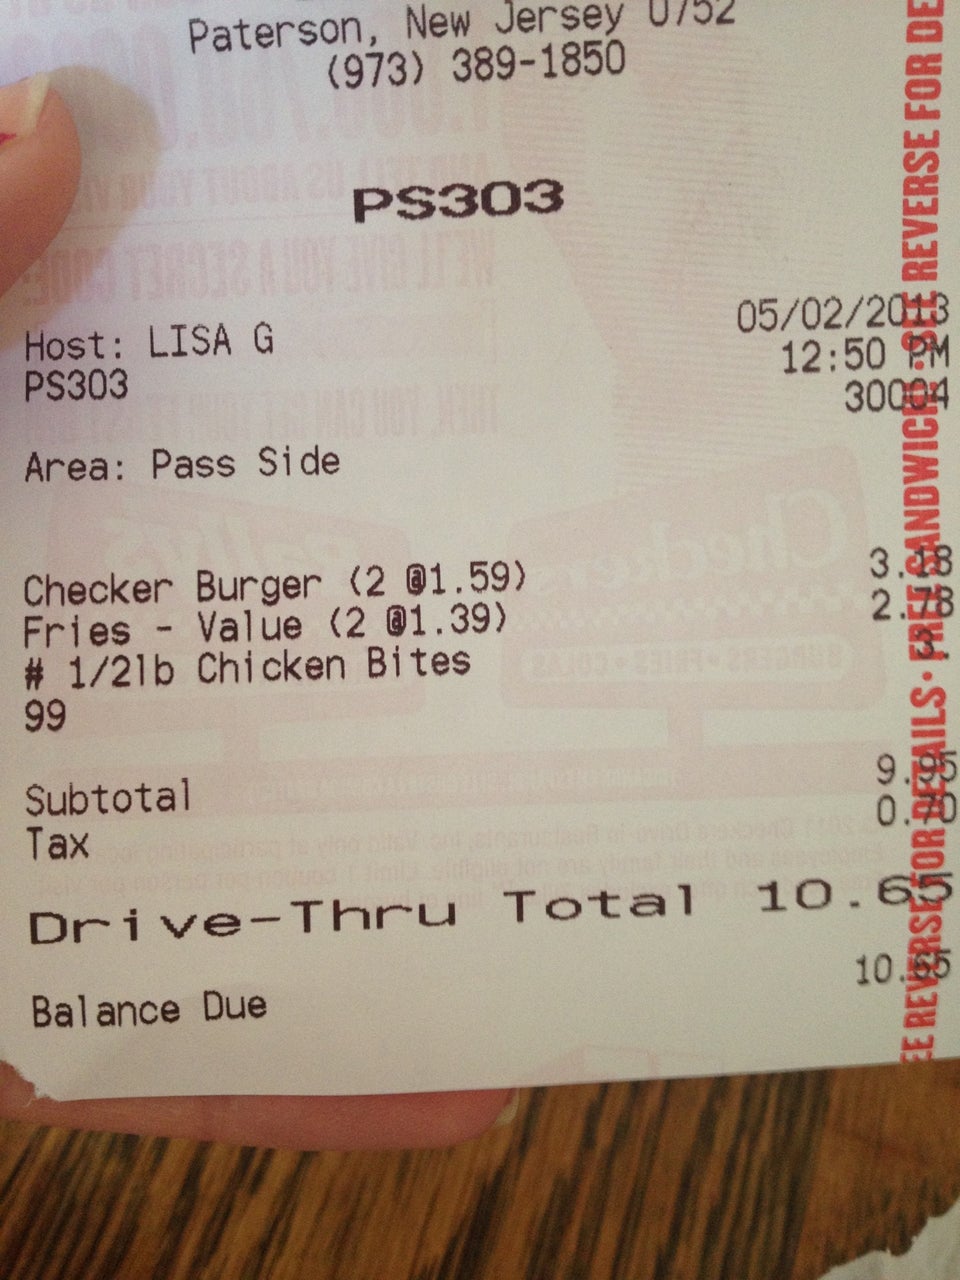 Paterson, New Jersey 0752
(973) 389-1850
PS303
Host: LISA G 05/02/2013
PS303 12:50 PM
30004
Area: Pass Side
Checker Burger (2 @1.59) 3.18
Fries - Value (2 @1.39) 2.78
# 1/2lb Chicken Bites 3.
99
Subtotal 9.95
Tax 0.70
Drive-Thru Total 10.65
Balance Due 10.65
EE REVERSE FOR DETAILS • FREE SANDWICH • SEE REVERSE FOR DE